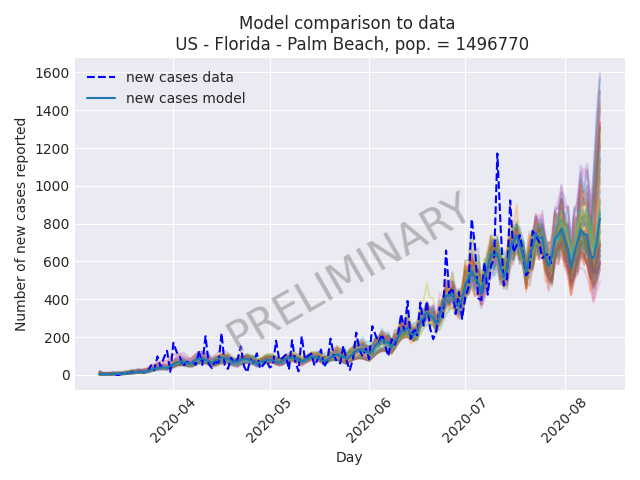 Model comparison to data
US - Florida - Palm Beach, pop. = 1496770
new cases data
new cases model
PRELIMINARY
Number of new cases reported
1600
1400
1200
1000
800
600
400
200
0
2020-04
2020-05
2020-06
2020-07
2020-08
Day